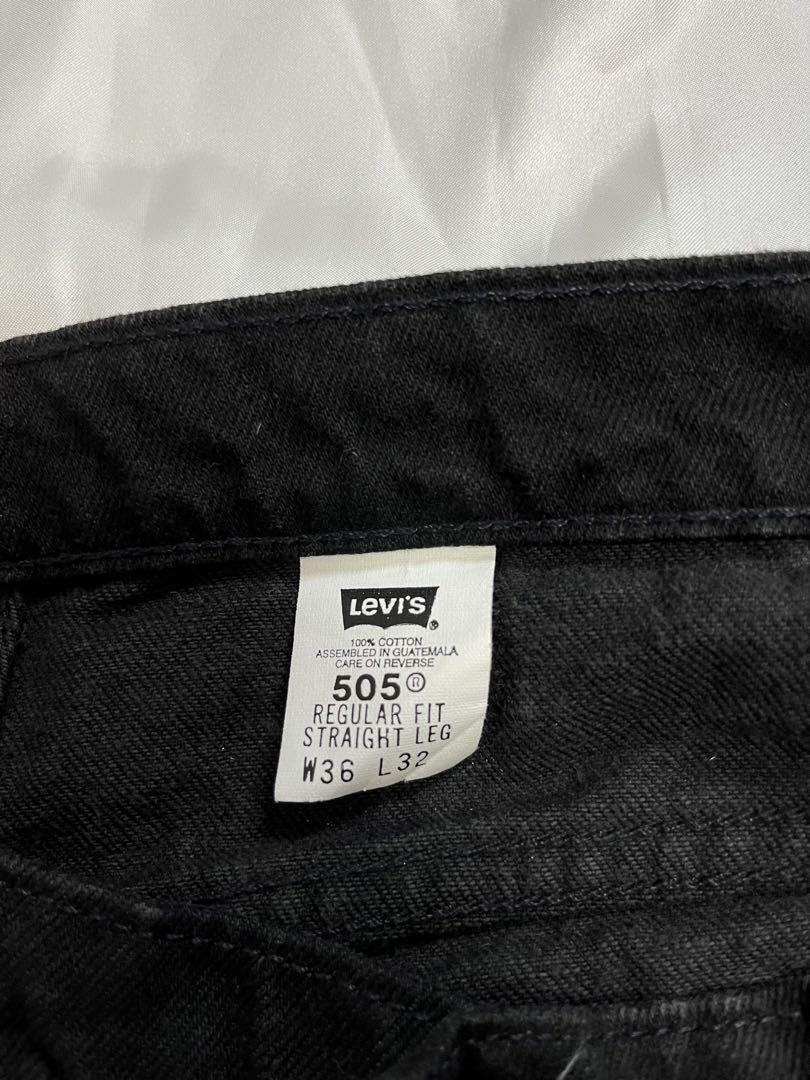 Levi's ®
100% COTTON
ASSEMBLED IN GUATEMALA
CARE ON REVERSE
505®
REGULAR FIT
STRAIGHT LEG
W36 L32